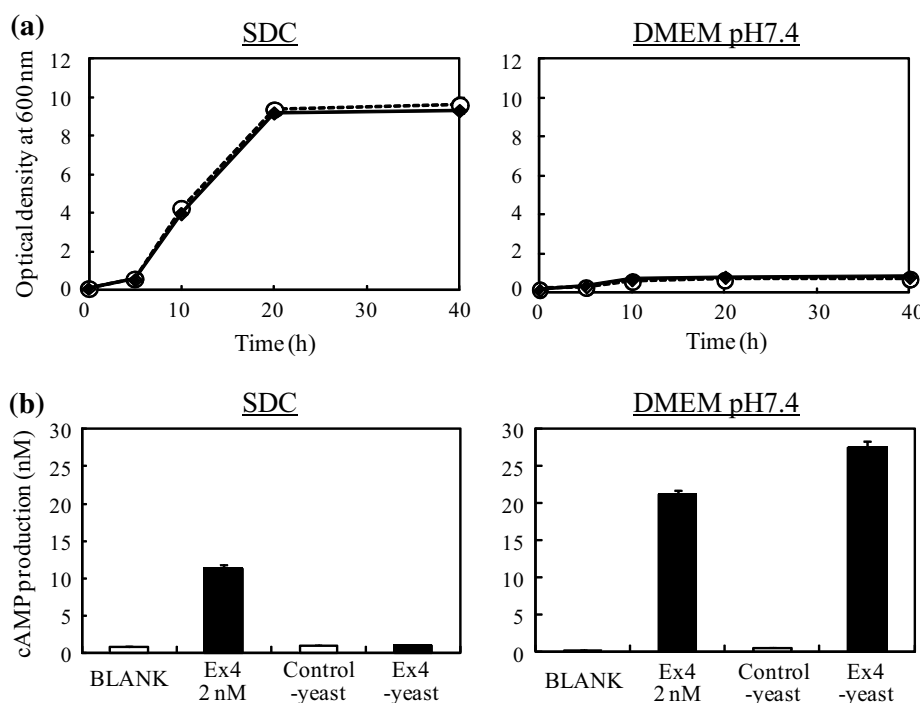 (a)
SDC
DMEM pH7.4
Optical density at 600 nm
12
10
8
6
4
2
0
0
10
20
30
40
Time (h)
12
10
8
6
4
2
0
0
10
20
30
40
Time (h)
(b)
SDC
DMEM pH7.4
cAMP production (nM)
30
25
20
15
10
5
0
BLANK
Ex4
2 nM
Control
-yeast
Ex4
-yeast
30
25
20
15
10
5
0
BLANK
Ex4
2 nM
Control
-yeast
Ex4
-yeast